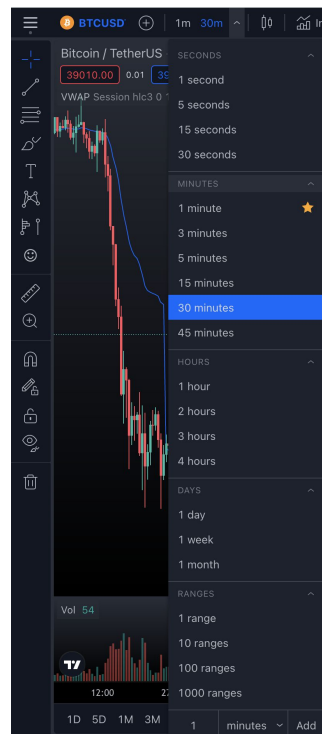 BTCUSD 1m 30m In
Bitcoin / TetherUS
39010.00 0.01 39
VWAP Session hlc3 0
SECONDS
1 second
5 seconds
15 seconds
30 seconds
MINUTES
1 minute
3 minutes
5 minutes
15 minutes
30 minutes
45 minutes
HOURS
1 hour
2 hours
3 hours
4 hours
DAYS
1 day
1 week
1 month
RANGES
1 range
10 ranges
100 ranges
1000 ranges
Vol 54
12:00 27
1D 5D 1M 3M
1 minutes Add